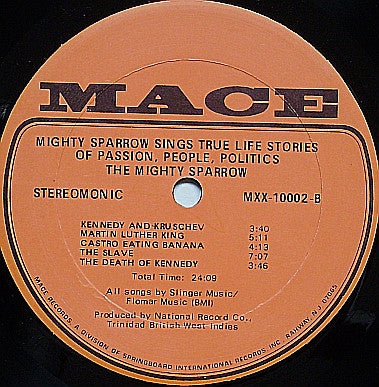 MACE
MIGHTY SPARROW SINGS TRUE LIFE STORIES
OF PASSION, PEOPLE, POLITICS
THE MIGHTY SPARROW
STEREOMONIC MXX-10002-B
KENNEDY AND KRUSCHEV 3:40
MARTIN LUTHER KING 5:11
CASTRO EATING BANANA 4:13
THE SLAVE 7:07
THE DEATH OF KENNEDY 3:46
Total Time: 24:09
All songs by Slinger Music/
Flomar Music (BMI)
Produced by National Record Co.,
Trinidad British West Indies
MACE RECORDS, A DIVISION OF SPRINGBOARD INTERNATIONAL RECORDS INC., RAHWAY, N.J. 07065